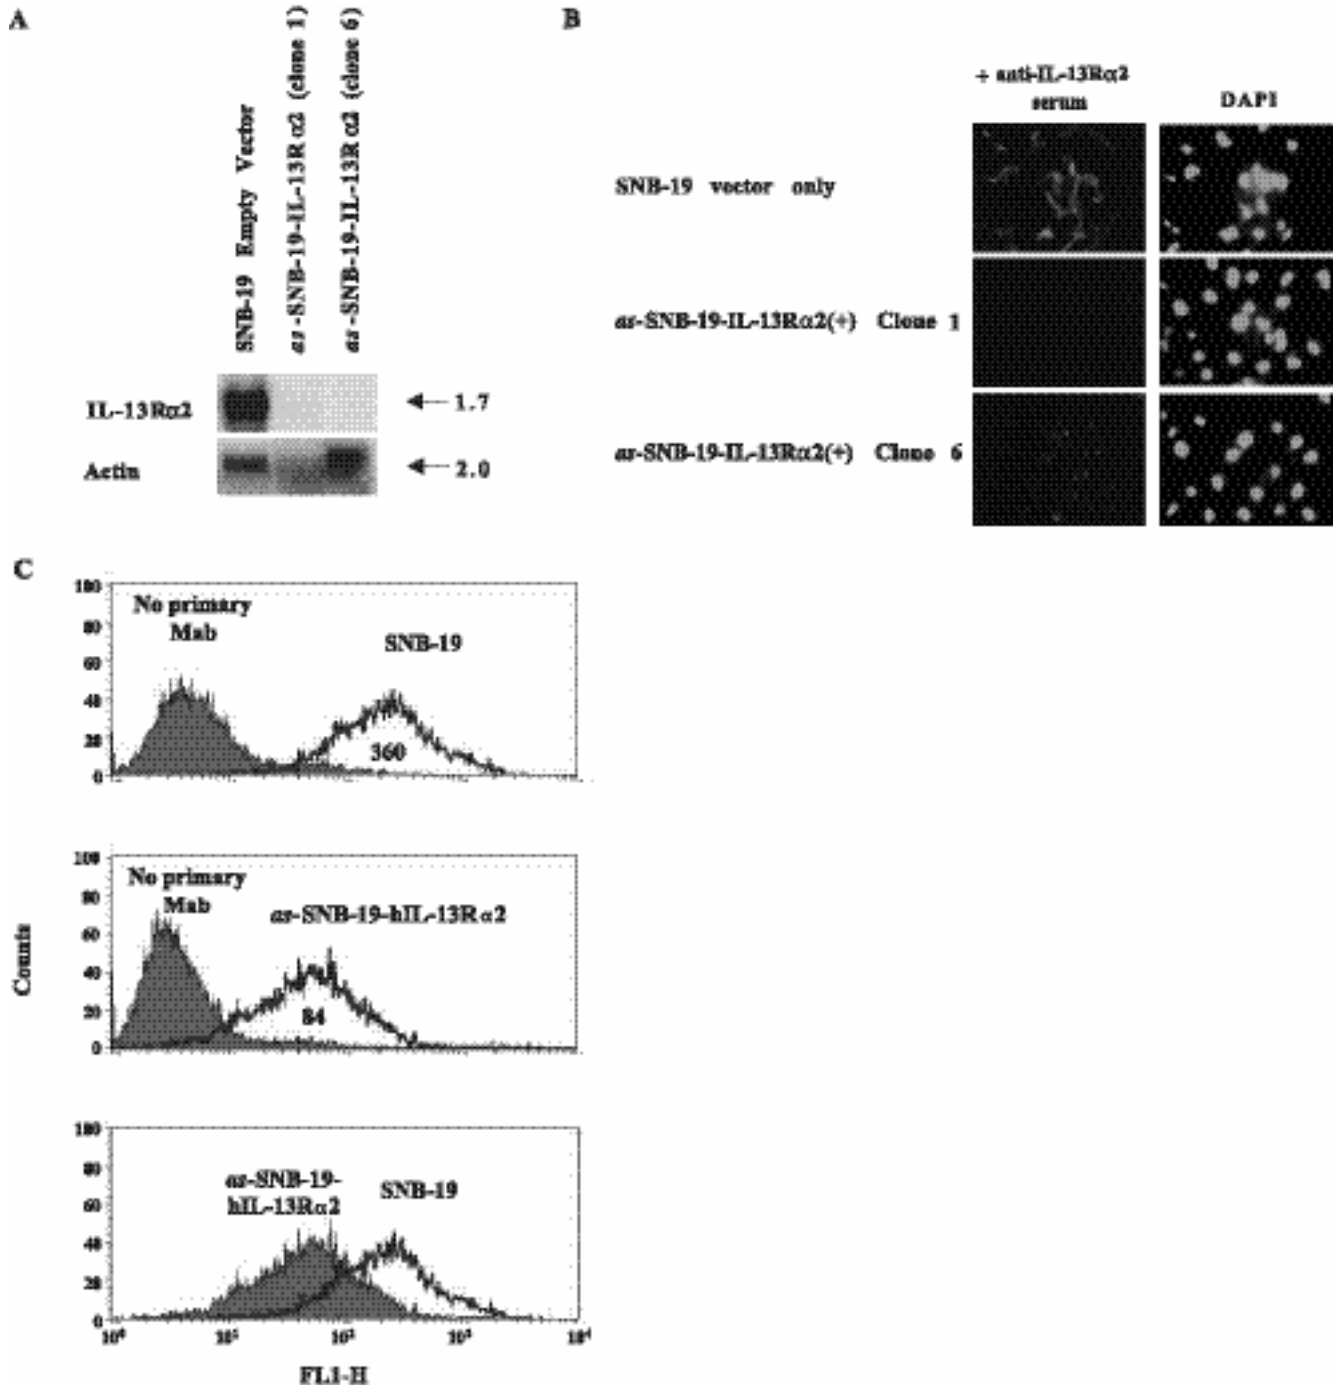 A
SNB-19 Empty Vector
as-SNB-19-IL-13Rα2 (clone 1)
as-SNB-19-IL-13Rα2 (clone 6)
IL-13Rα2
1.7
Actin
2.0
B
+ anti-IL-13Rα2
serum
DAPI
SNB-19 vector only
as-SNB-19-IL-13Rα2(+) Clone 1
as-SNB-19-IL-13Rα2(+) Clone 6
C
100
80
60
40
20
0
No primary
Mab
SNB-19
360
Counts
100
80
60
40
20
0
No primary
Mab
as-SNB-19-hIL-13Rα2
84
100
80
60
40
20
0
as-SNB-19-
hIL-13Rα2
SNB-19
10⁰ 10¹ 10² 10³ 10⁴
FL1-H